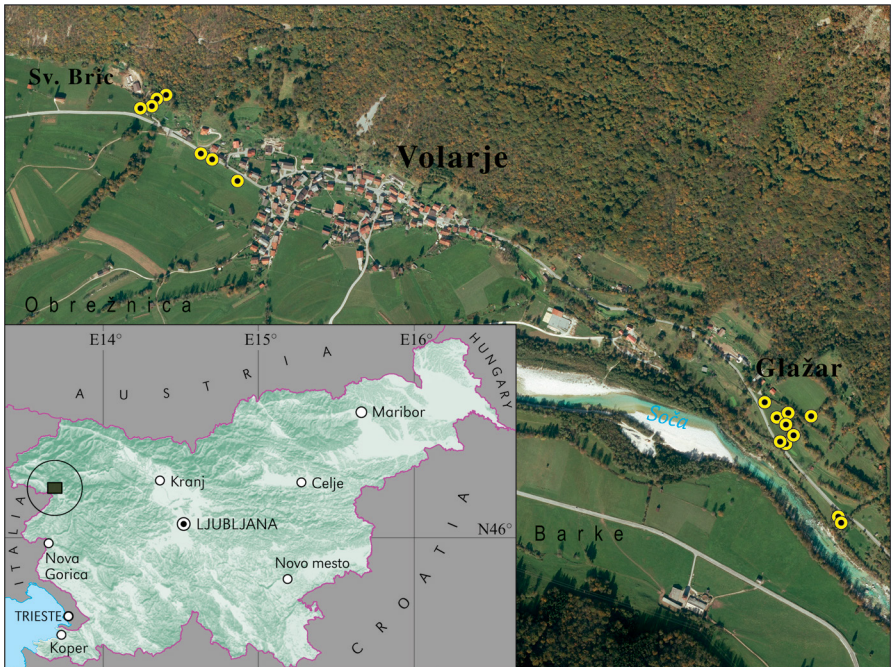 Sv. Bric
Volarje
Obrežnica
Glažar
Soča
Barke
E14°
E15°
E16°
AUSTRIA
HUNGARY
Maribor
Kranj
Celje
LJUBLJANA
N46°
ITALIA
Nova
Gorica
Novo mesto
CROATIA
TRIESTE
Koper